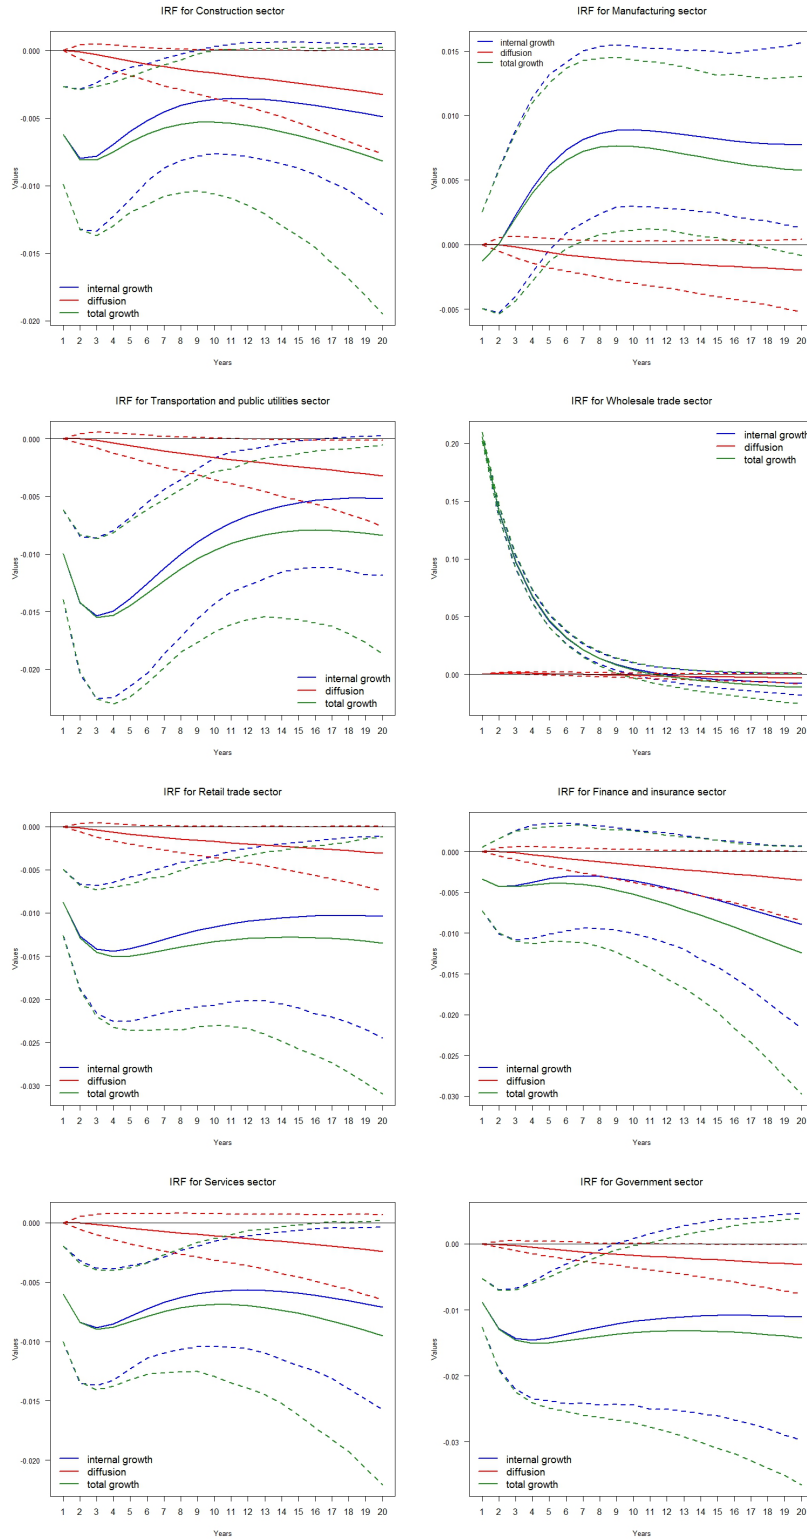 IRF for Construction sector
0.000
-0.005
-0.010
-0.015
-0.020
Values
internal growth
diffusion
total growth
1 2 3 4 5 6 7 8 9 10 11 12 13 14 15 16 17 18 19 20
Years
IRF for Manufacturing sector
0.015
0.010
0.005
0.000
-0.005
Values
internal growth
diffusion
total growth
1 2 3 4 5 6 7 8 9 10 11 12 13 14 15 16 17 18 19 20
Years
IRF for Transportation and public utilities sector
0.000
-0.005
-0.010
-0.015
-0.020
Values
internal growth
diffusion
total growth
1 2 3 4 5 6 7 8 9 10 11 12 13 14 15 16 17 18 19 20
Years
IRF for Wholesale trade sector
0.20
0.15
0.10
0.05
0.00
Values
internal growth
diffusion
total growth
1 2 3 4 5 6 7 8 9 10 11 12 13 14 15 16 17 18 19 20
Years
IRF for Retail trade sector
0.000
-0.005
-0.010
-0.015
-0.020
-0.025
-0.030
Values
internal growth
diffusion
total growth
1 2 3 4 5 6 7 8 9 10 11 12 13 14 15 16 17 18 19 20
Years
IRF for Finance and insurance sector
0.000
-0.005
-0.010
-0.015
-0.020
-0.025
-0.030
Values
internal growth
diffusion
total growth
1 2 3 4 5 6 7 8 9 10 11 12 13 14 15 16 17 18 19 20
Years
IRF for Services sector
0.000
-0.005
-0.010
-0.015
-0.020
Values
internal growth
diffusion
total growth
1 2 3 4 5 6 7 8 9 10 11 12 13 14 15 16 17 18 19 20
Years
IRF for Government sector
0.00
-0.01
-0.02
-0.03
Values
internal growth
diffusion
total growth
1 2 3 4 5 6 7 8 9 10 11 12 13 14 15 16 17 18 19 20
Years